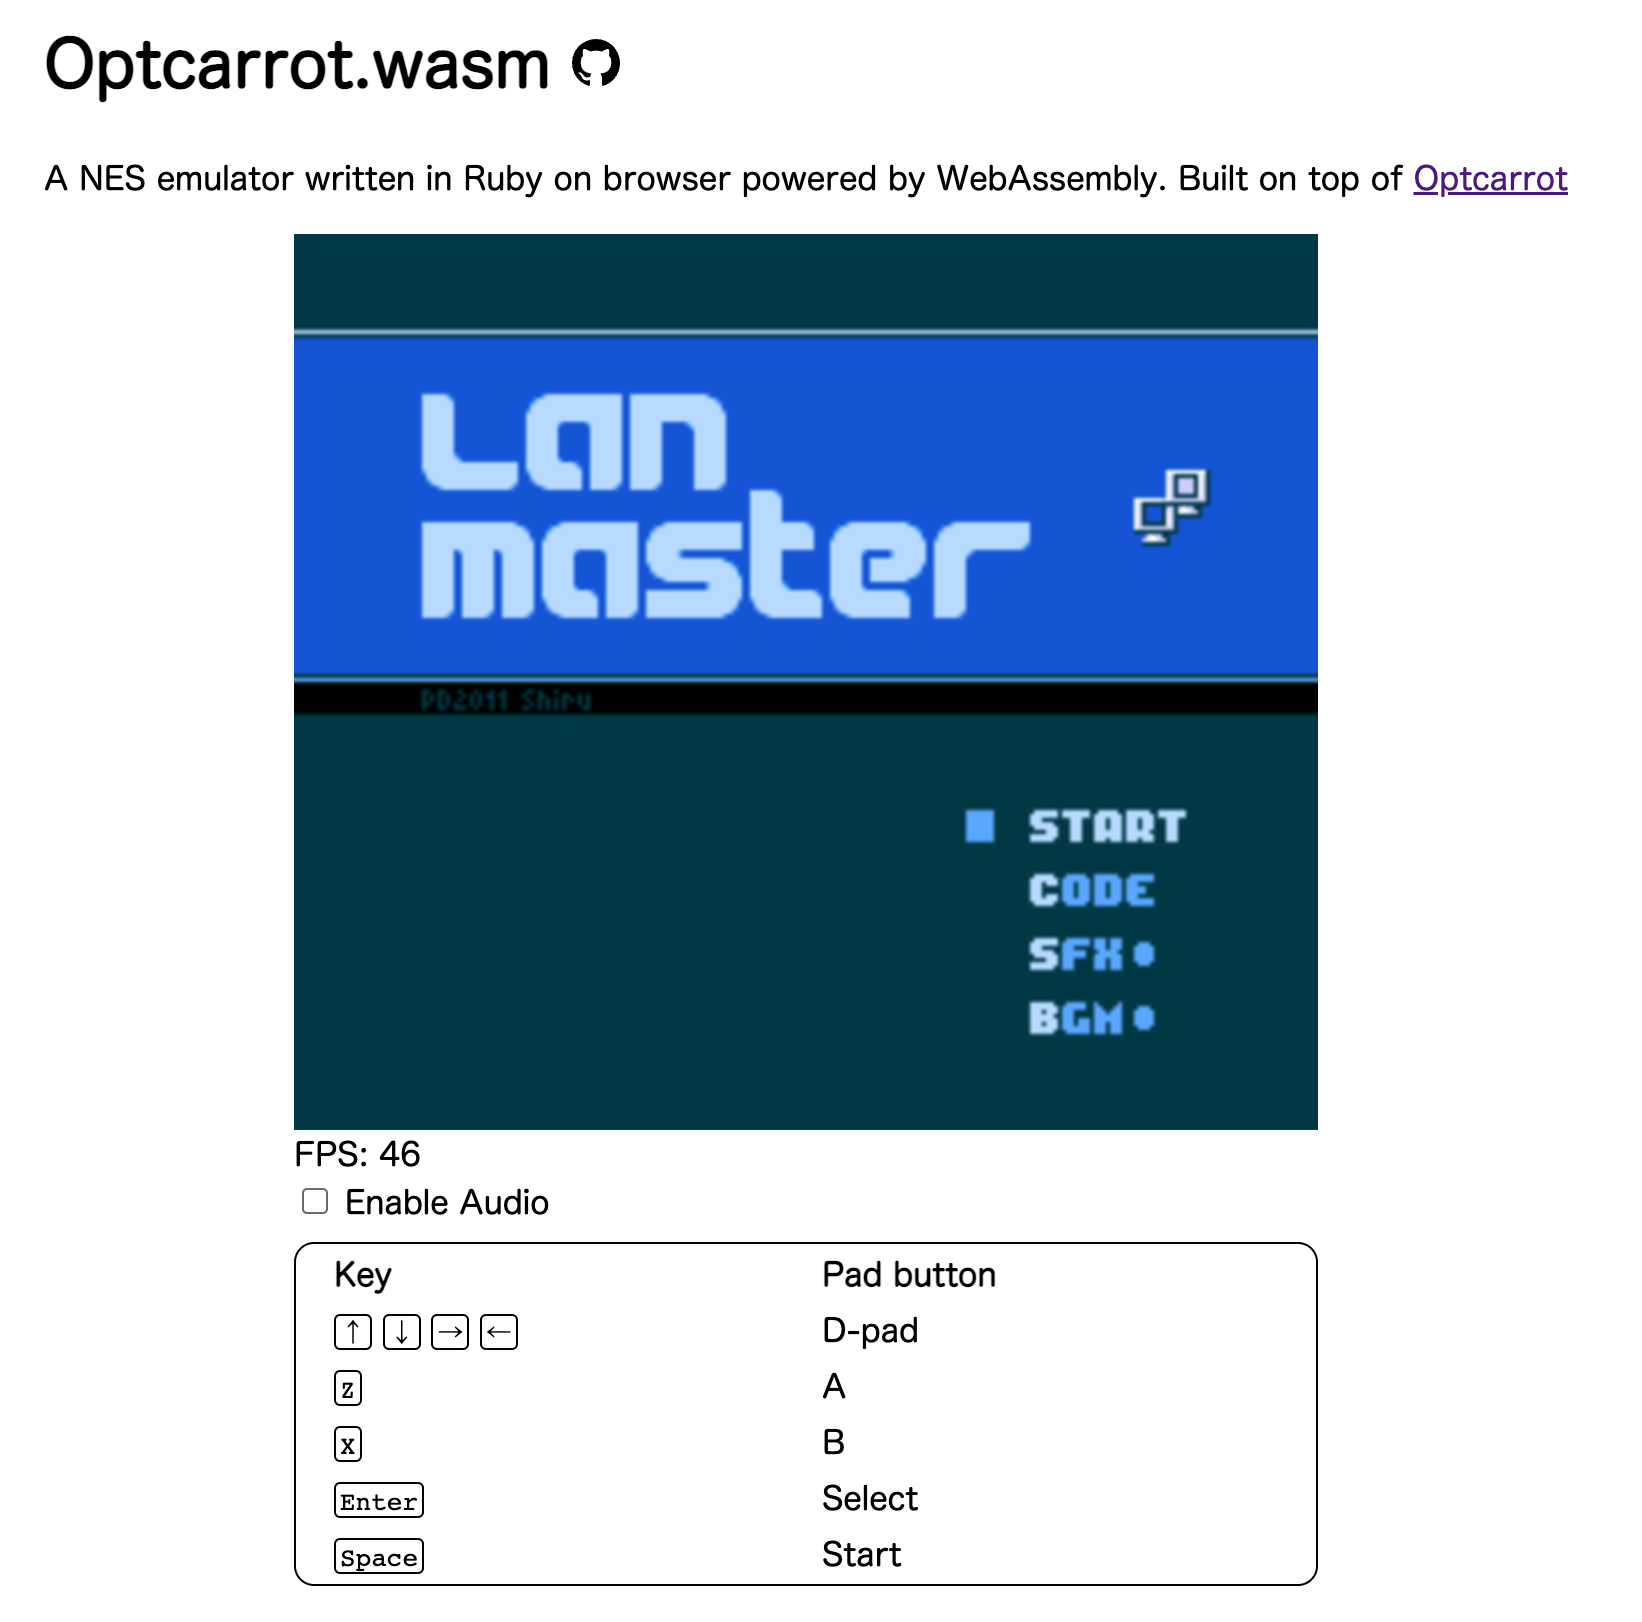 Optcarrot.wasm
A NES emulator written in Ruby on browser powered by WebAssembly. Built on top of Optcarrot
Lan
master
PD2011 Shiru
START
CODE
SFX
BGM
FPS: 46
Enable Audio
Key Pad button
↑ ↓ → ← D-pad
z A
x B
Enter Select
Space Start